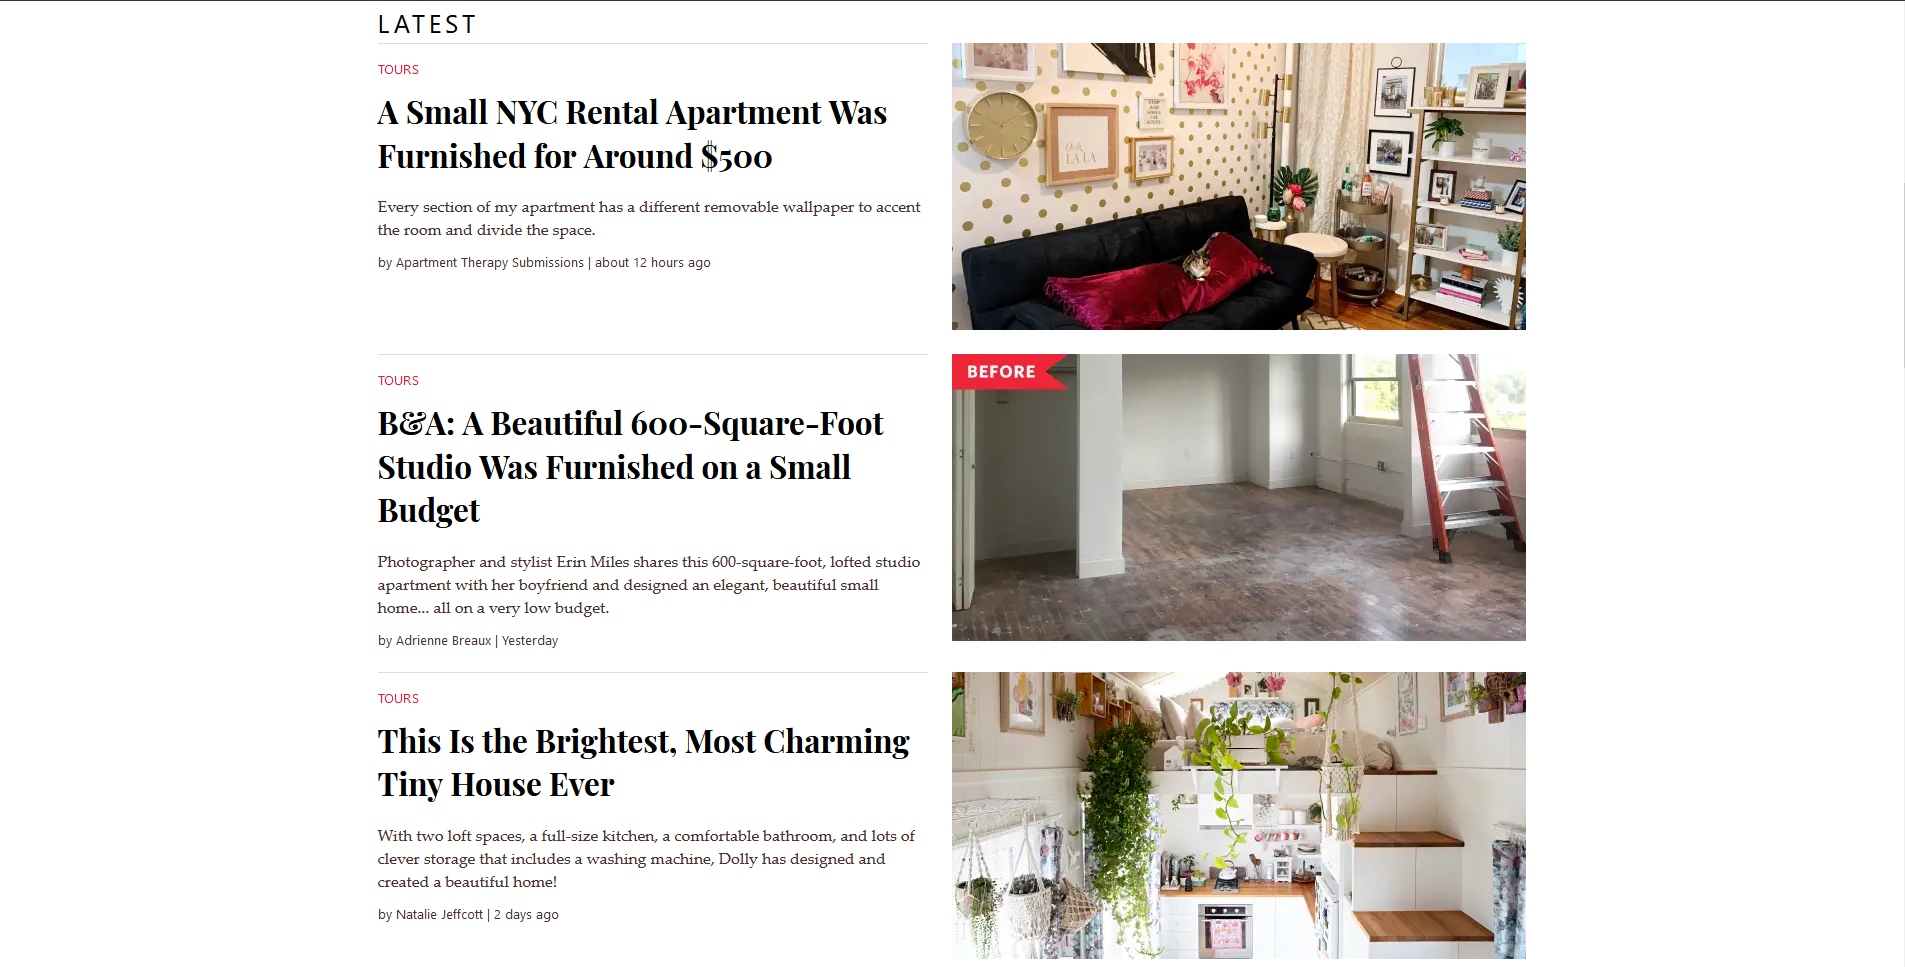 LATEST
TOURS
A Small NYC Rental Apartment Was
Furnished for Around $500
Every section of my apartment has a different removable wallpaper to accent
the room and divide the space.
by Apartment Therapy Submissions | about 12 hours ago
Ooh,
LA LA
STOP
AND
SMELL
THE
ROSES
TOURS
B&A: A Beautiful 600-Square-Foot
Studio Was Furnished on a Small
Budget
Photographer and stylist Erin Miles shares this 600-square-foot, lofted studio
apartment with her boyfriend and designed an elegant, beautiful small
home... all on a very low budget.
by Adrienne Breaux | Yesterday
BEFORE
TOURS
This Is the Brightest, Most Charming
Tiny House Ever
With two loft spaces, a full-size kitchen, a comfortable bathroom, and lots of
clever storage that includes a washing machine, Dolly has designed and
created a beautiful home!
by Natalie Jeffcott | 2 days ago